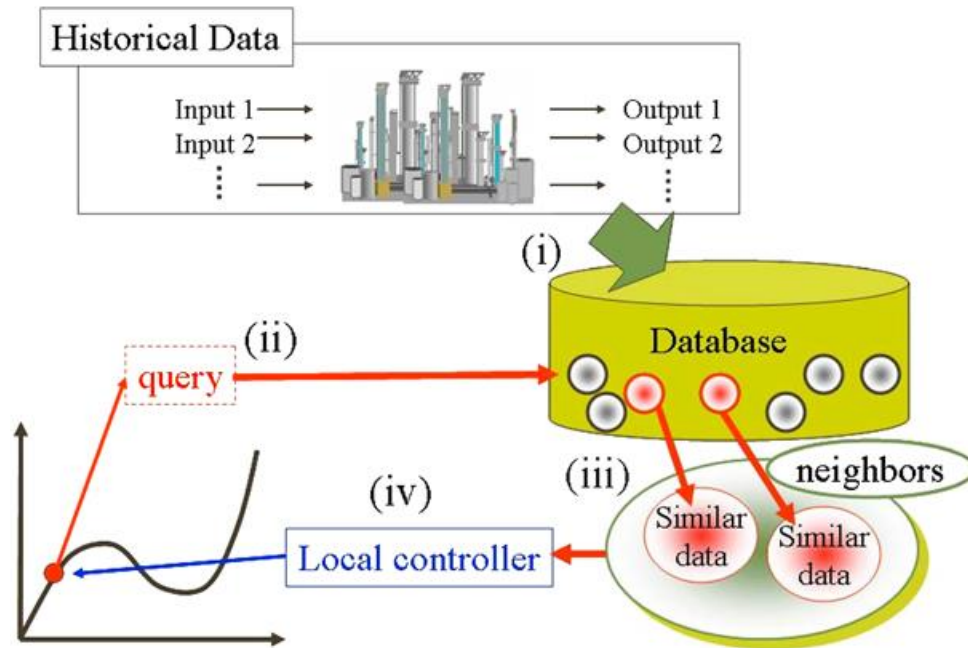 Historical Data
Input 1
Output 1
Input 2
Output 2
(i)
(ii)
Database
query
(iii)
neighbors
(iv)
Similar
data
Similar
data
Local controller